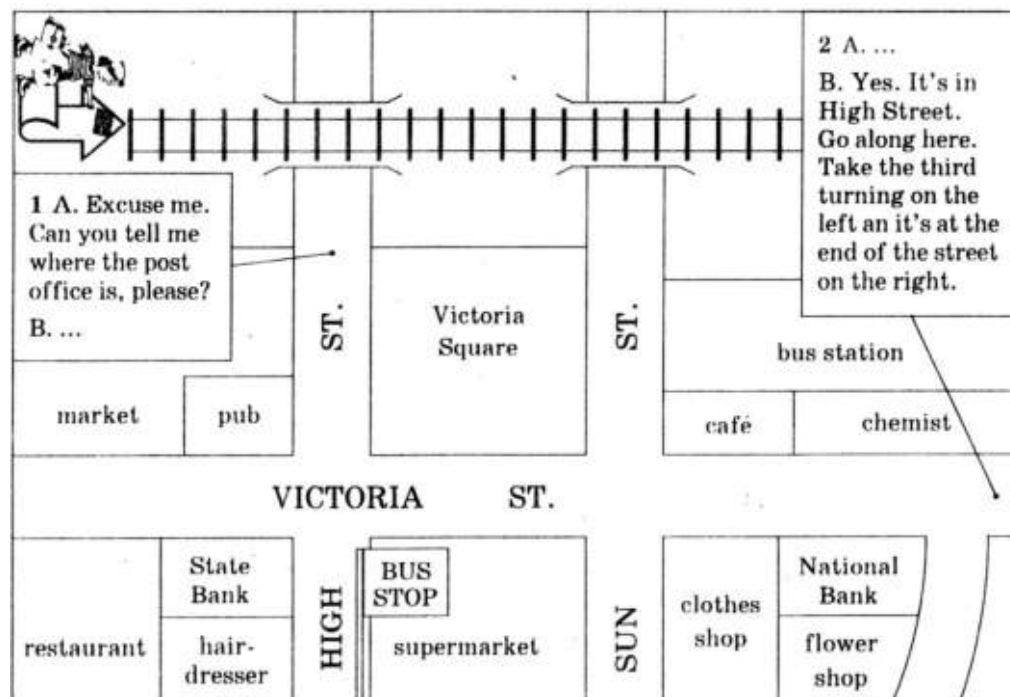 1 A. Excuse me.
Can you tell me
where the post
office is, please?
B. ...
2 A. ...
B. Yes. It's in
High Street.
Go along here.
Take the third
turning on the
left an it's at the
end of the street
on the right.
Victoria
Square
ST.
ST.
bus station
market
pub
café
chemist
VICTORIA ST.
State
Bank
HIGH
BUS
STOP
SUN
clothes
shop
National
Bank
restaurant
hair-
dresser
supermarket
flower
shop